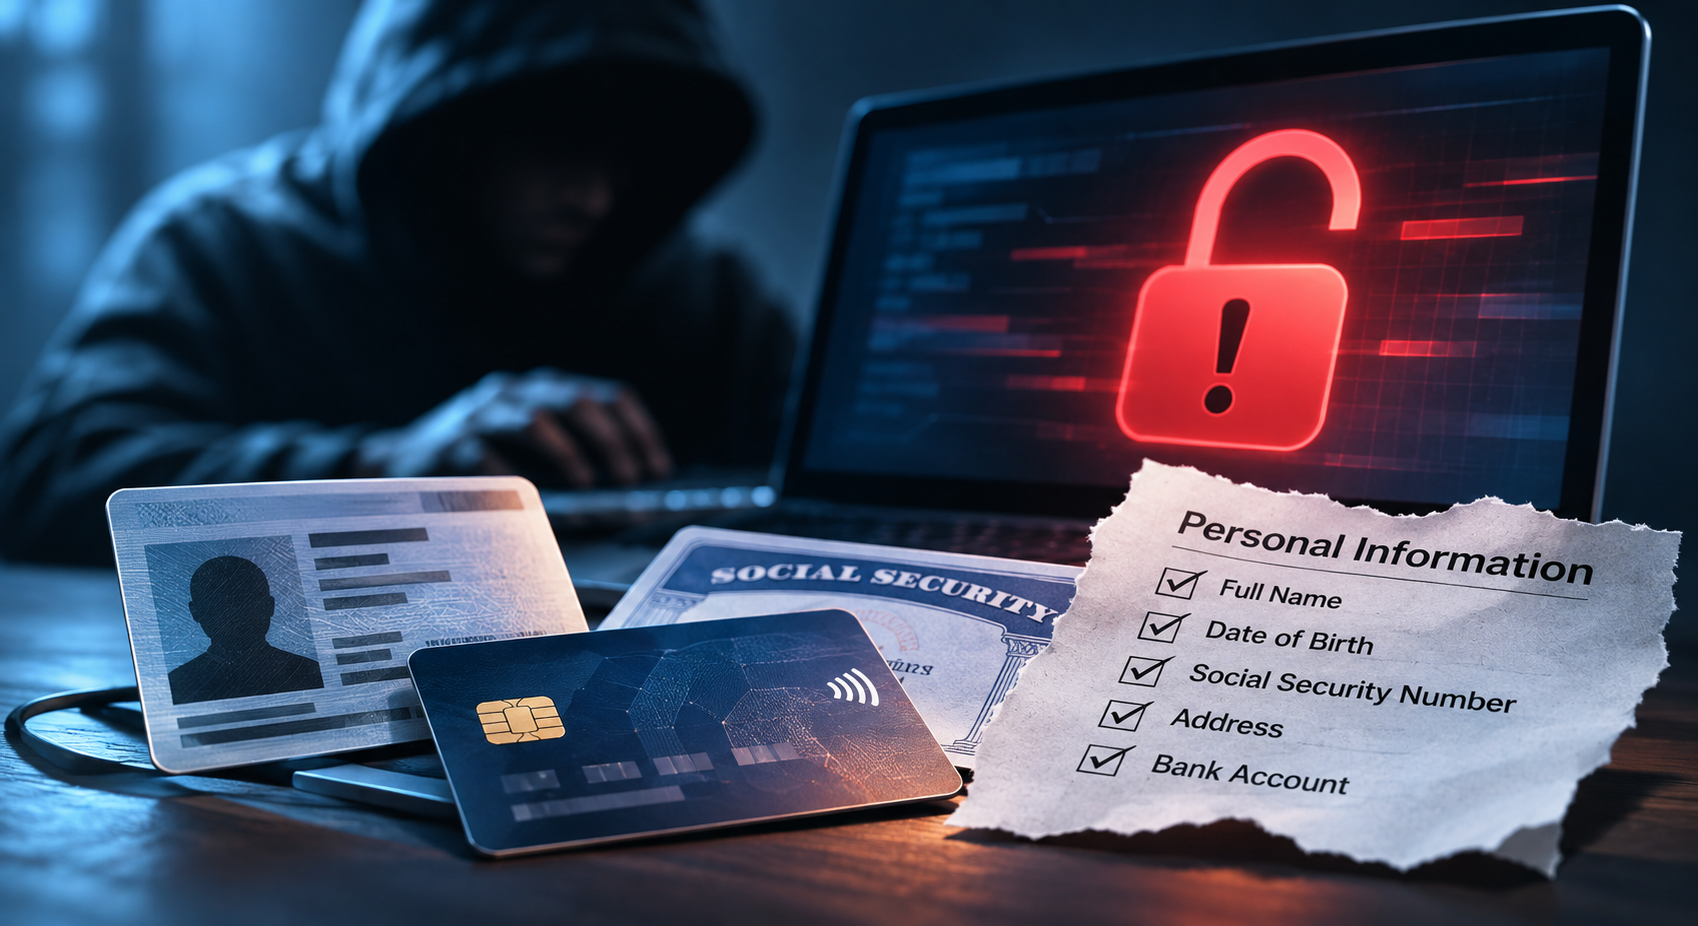 SOCIAL SECURITY
Personal Information
Full Name
Date of Birth
Social Security Number
Address
Bank Account